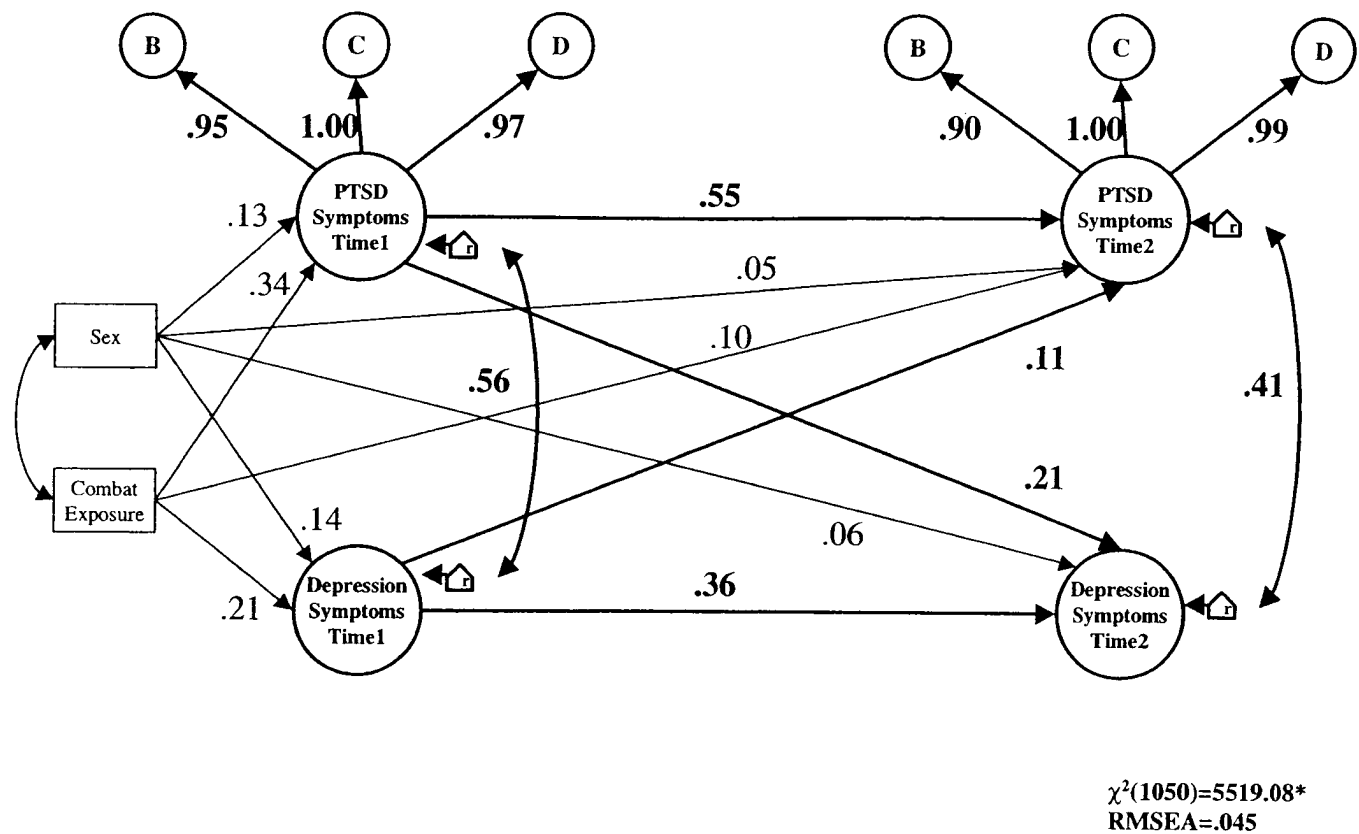 B
C
D
B
C
D
.95
1.00
.97
.90
1.00
.99
PTSD
Symptoms
Time1
PTSD
Symptoms
Time2
.55
.13
r
r
.34
.05
Sex
.10
.11
.56
.41
Combat
Exposure
.21
.14
.06
Depression
Symptoms
Time1
r
.36
Depression
Symptoms
Time2
r
.21
χ²(1050)=5519.08*
RMSEA=.045